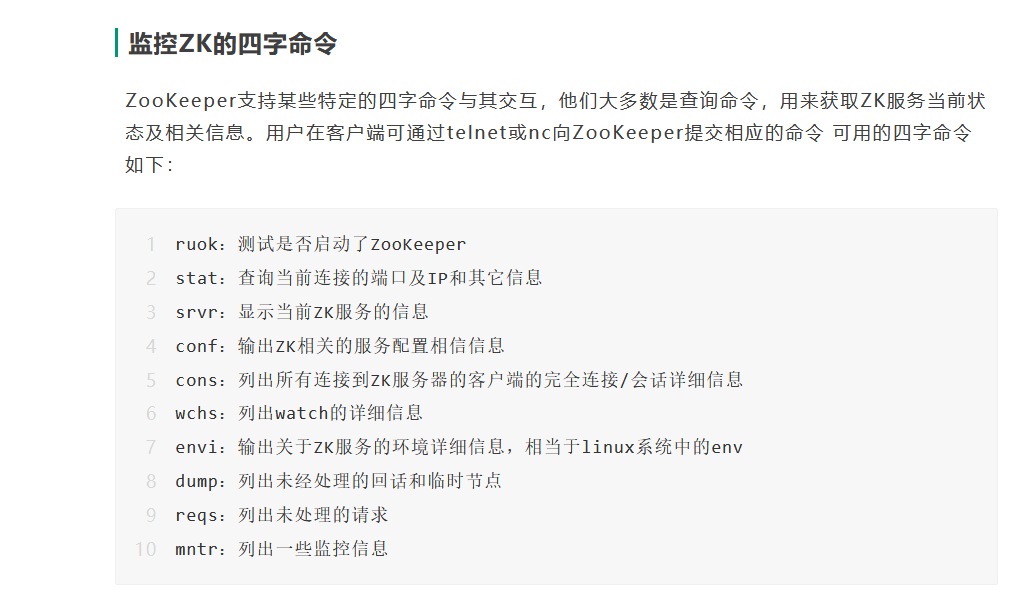 监控ZK的四字命令
ZooKeeper支持某些特定的四字命令与其交互，他们大多数是查询命令，用来获取ZK服务当前状
态及相关信息。用户在客户端可通过telnet或nc向ZooKeeper提交相应的命令 可用的四字命令
如下：
1 ruok：测试是否启动了ZooKeeper
2 stat：查询当前连接的端口及IP和其它信息
3 srvr：显示当前ZK服务的信息
4 conf：输出ZK相关的服务配置相信信息
5 cons：列出所有连接到ZK服务器的客户端的完全连接/会话详细信息
6 wchs：列出watch的详细信息
7 envi：输出关于ZK服务的环境详细信息，相当于linux系统中的env
8 dump：列出未经处理的回话和临时节点
9 reqs：列出未处理的请求
10 mntr：列出一些监控信息